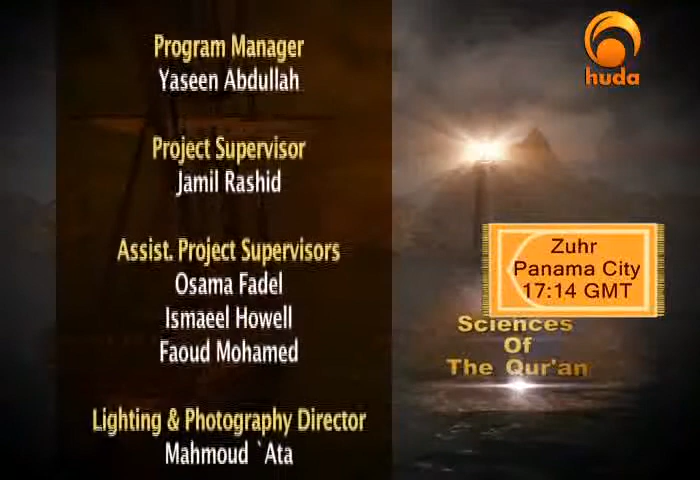 Program Manager
Yaseen Abdullah
Project Supervisor
Jamil Rashid
Assist. Project Supervisors
Osama Fadel
Ismaeel Howell
Faoud Mohamed
Lighting & Photography Director
Mahmoud `Ata
huda
Zuhr
Panama City
17:14 GMT
Sciences
Of
The Qur'an